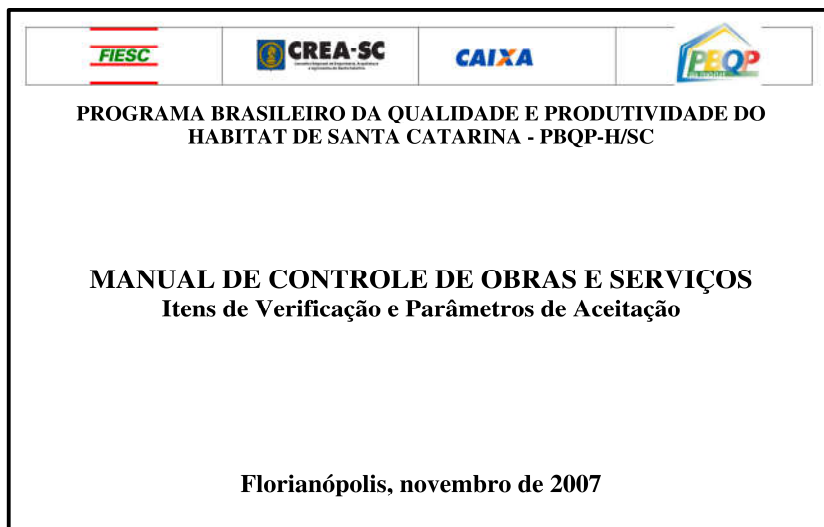 FIESC
CREA-SC
CAIXA
PBQP
PROGRAMA BRASILEIRO DA QUALIDADE E PRODUTIVIDADE DO
HABITAT DE SANTA CATARINA - PBQP-H/SC
MANUAL DE CONTROLE DE OBRAS E SERVIÇOS
Itens de Verificação e Parâmetros de Aceitação
Florianópolis, novembro de 2007